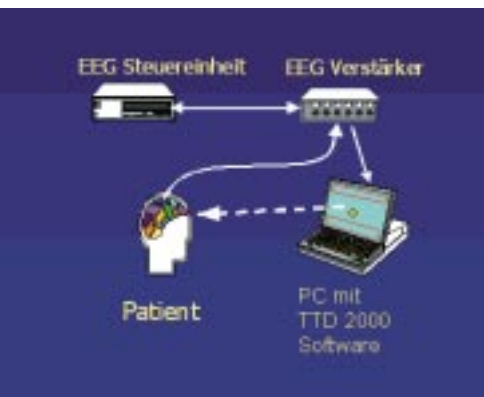 EEG Steuereinheit
EEG Verstärker
Patient
PC mit
TTD 2000
Software